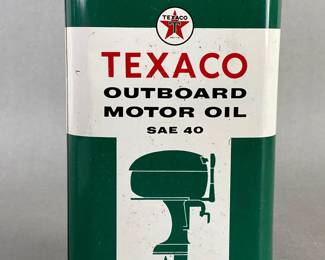 TEXACO
TEXACO
OUTBOARD
MOTOR OIL
SAE 40